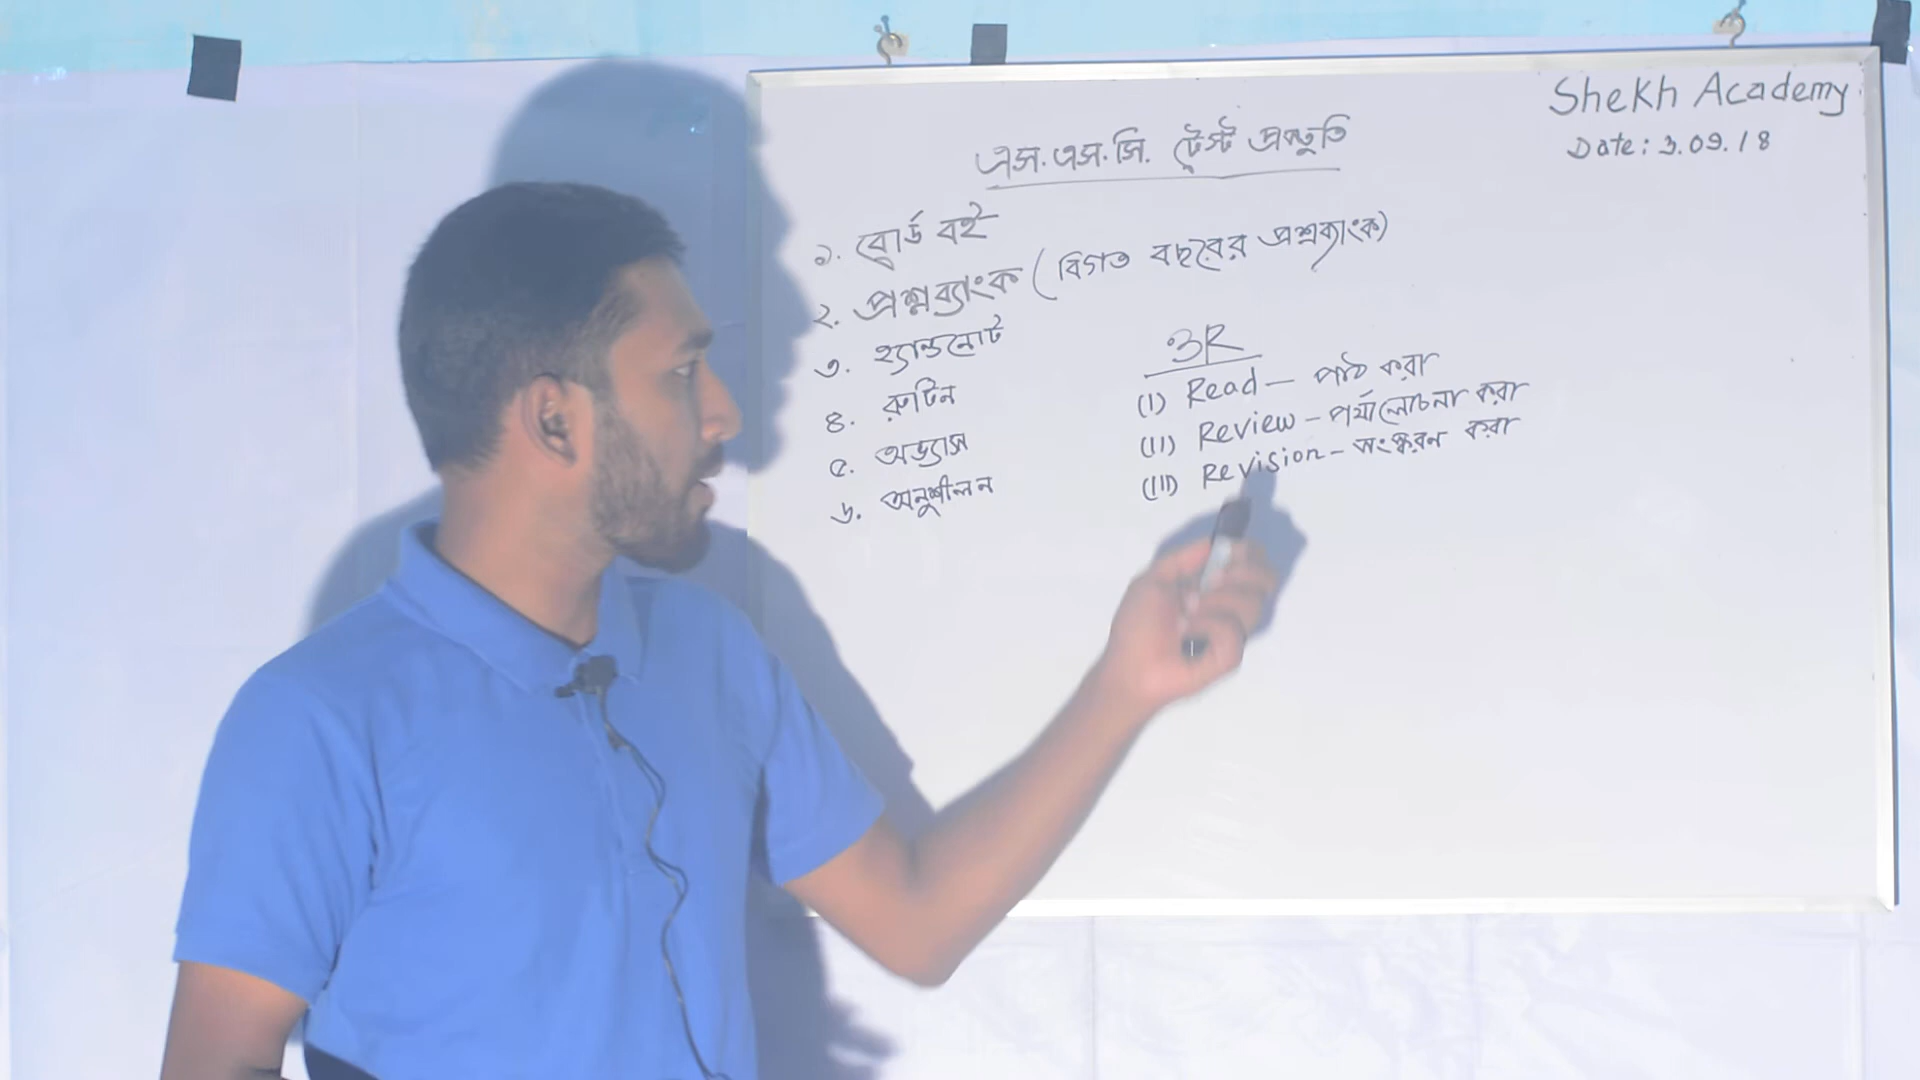 Shekh Academy
Date: 3.09.18
এস.এস.সি. টেস্ট প্রস্তুতি
১. বোর্ড বই
২. প্রশ্নব্যাংক (বিগত বছরের প্রশ্নব্যাংক)
৩. হ্যান্ডনোট
৪. রুটিন
৫. অভ্যাস
৬. অনুশীলন
3R
(I) Read — পাঠ করা
(II) Review – পর্যালোচনা করা
(III) Revision – সংস্করন করা